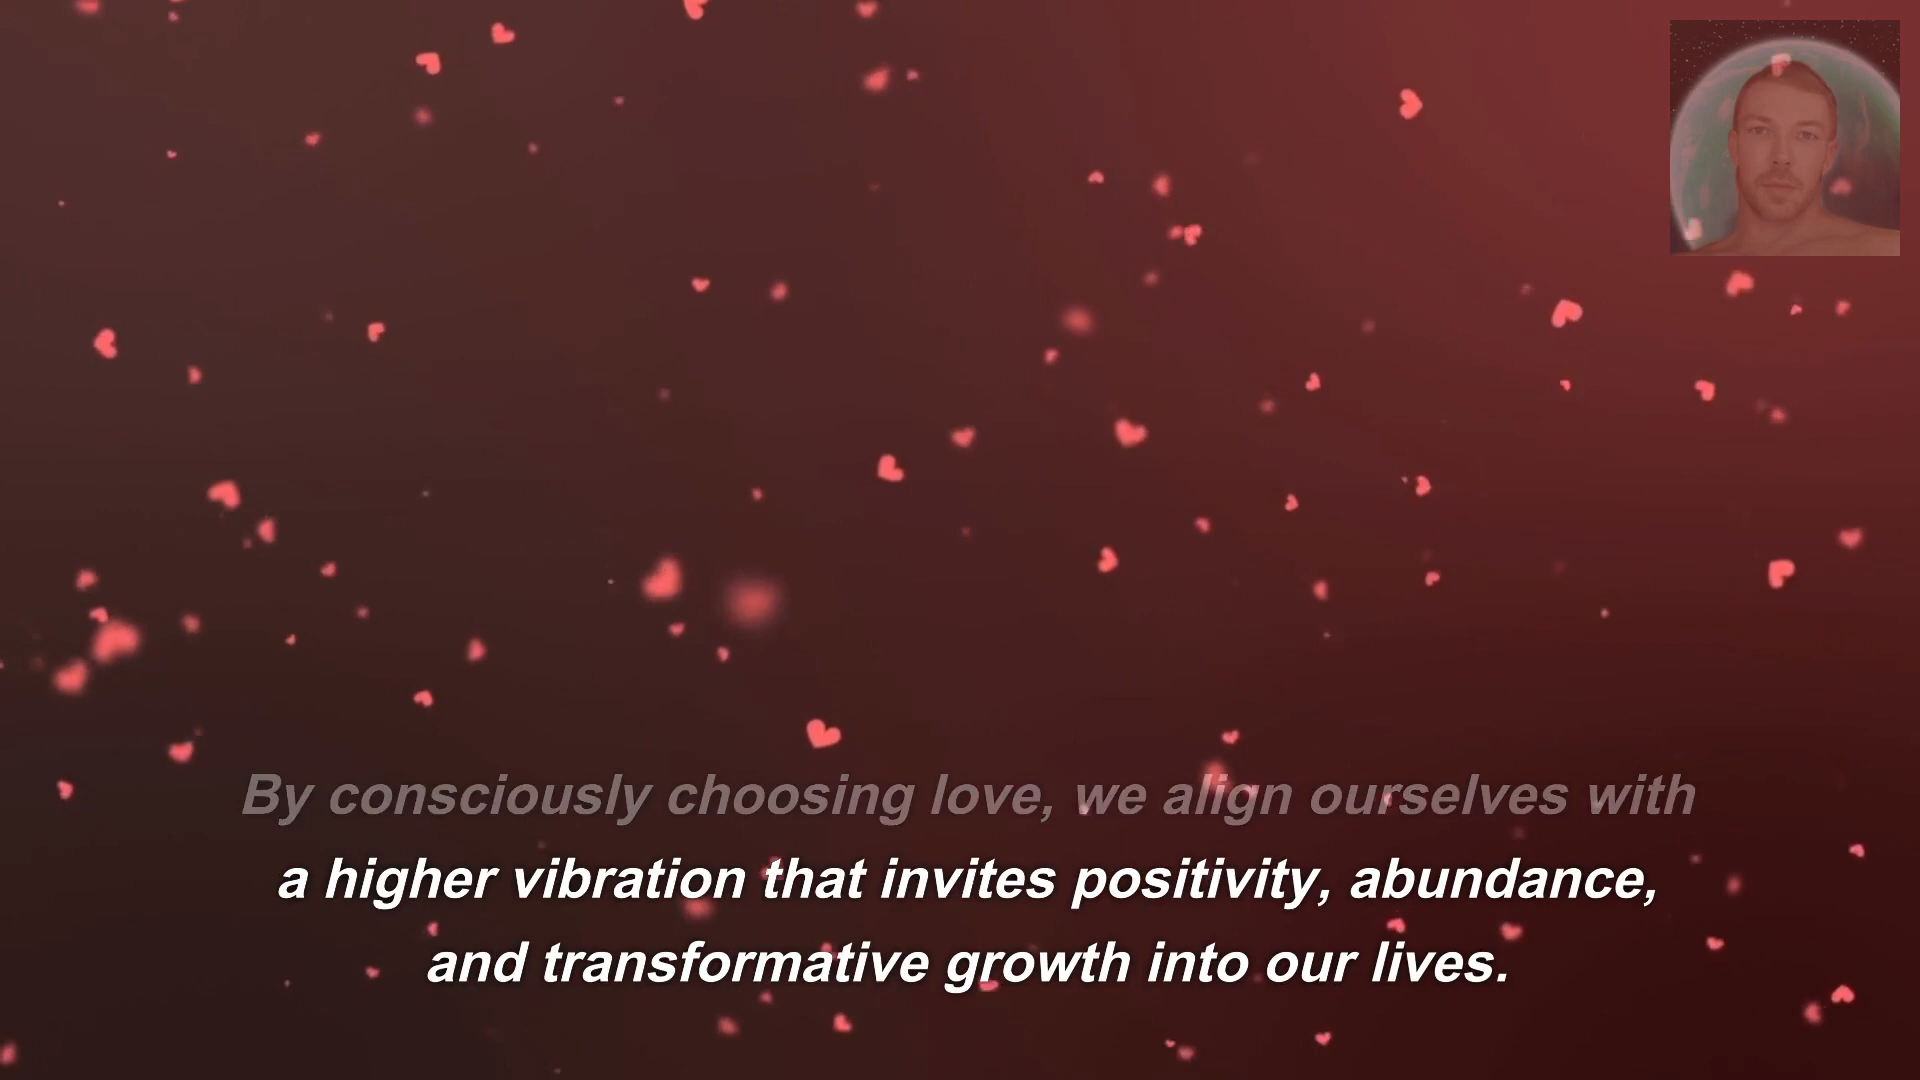 By consciously choosing love, we align ourselves with
a higher vibration that invites positivity, abundance,
and transformative growth into our lives.